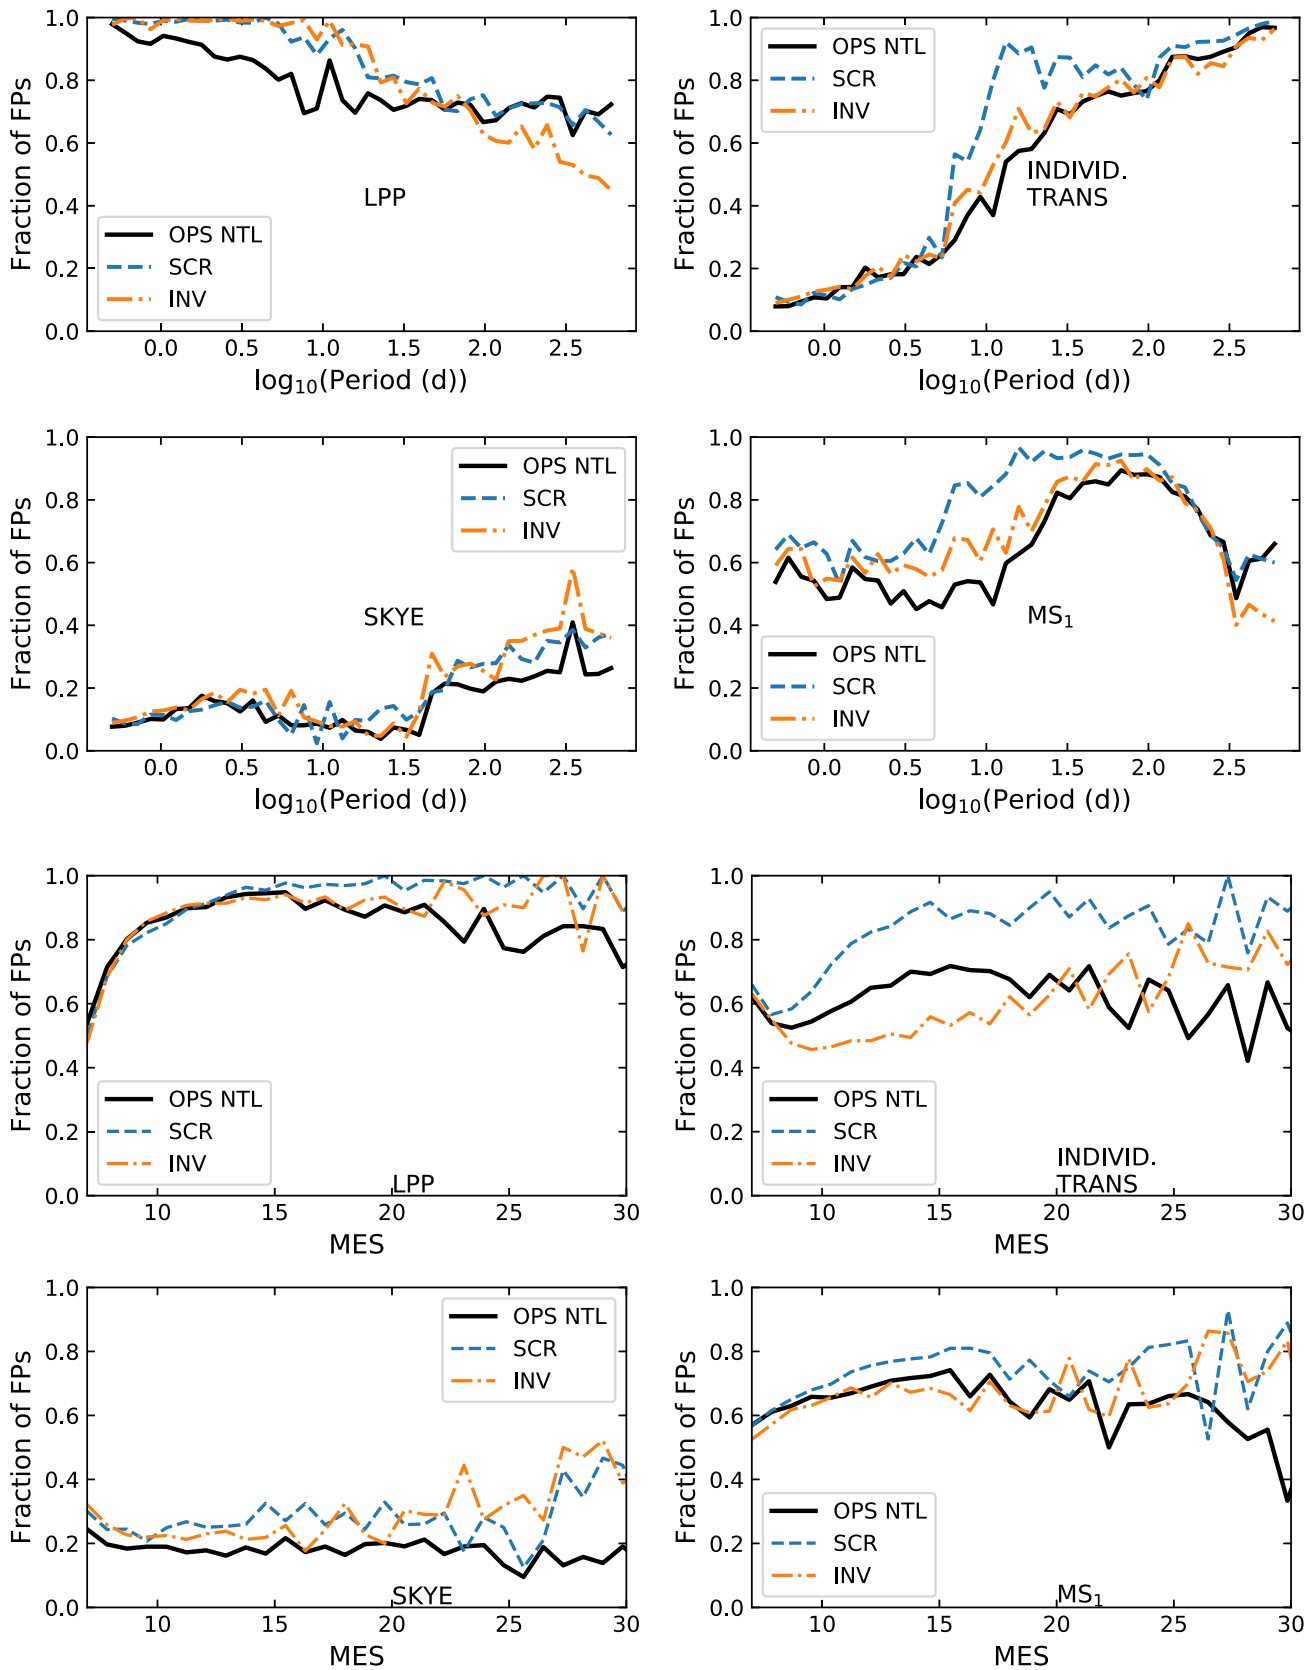 Fraction of FPs
1.0
0.8
0.6
0.4
0.2
0.0
LPP
OPS NTL
SCR
INV
0.0 0.5 1.0 1.5 2.0 2.5
log10(Period (d))
Fraction of FPs
1.0
0.8
0.6
0.4
0.2
0.0
OPS NTL
SCR
INV
INDIVID.
TRANS
0.0 0.5 1.0 1.5 2.0 2.5
log10(Period (d))
Fraction of FPs
1.0
0.8
0.6
0.4
0.2
0.0
OPS NTL
SCR
INV
SKYE
0.0 0.5 1.0 1.5 2.0 2.5
log10(Period (d))
Fraction of FPs
1.0
0.8
0.6
0.4
0.2
0.0
MS1
OPS NTL
SCR
INV
0.0 0.5 1.0 1.5 2.0 2.5
log10(Period (d))
Fraction of FPs
1.0
0.8
0.6
0.4
0.2
0.0
OPS NTL
SCR
INV
LPP
10 15 20 25 30
MES
Fraction of FPs
1.0
0.8
0.6
0.4
0.2
0.0
OPS NTL
SCR
INV
INDIVID.
TRANS
10 15 20 25 30
MES
Fraction of FPs
1.0
0.8
0.6
0.4
0.2
0.0
OPS NTL
SCR
INV
SKYE
10 15 20 25 30
MES
Fraction of FPs
1.0
0.8
0.6
0.4
0.2
0.0
OPS NTL
SCR
INV
MS1
10 15 20 25 30
MES